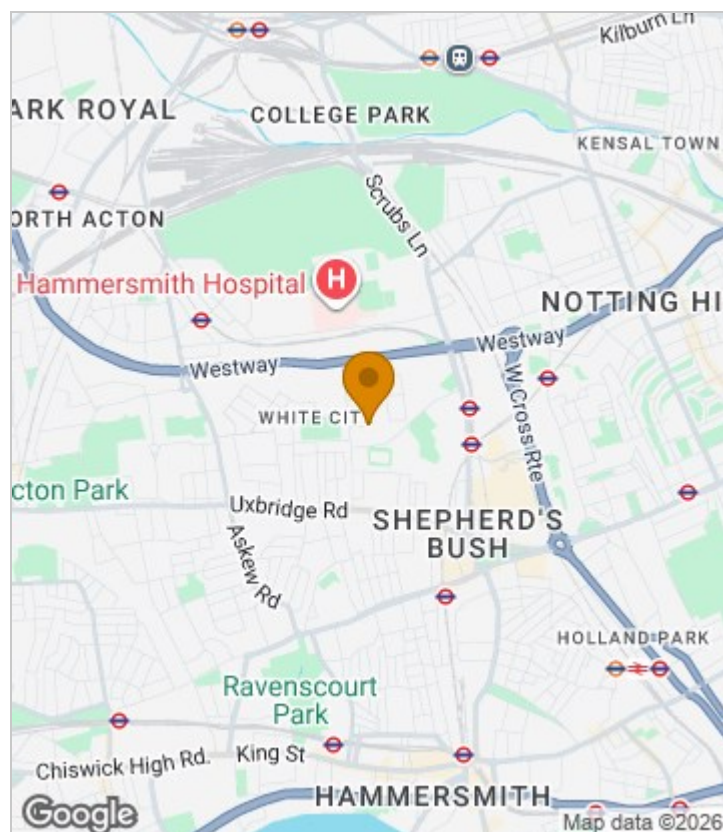 Kilburn Ln
ARK ROYAL
COLLEGE PARK
KENSAL TOWN
Scrubs Ln
ORTH ACTON
Hammersmith Hospital
H
NOTTING HI
Westway
Westway
W Cross Rte
WHITE CIT
cton Park
Uxbridge Rd
SHEPHERD'S
BUSH
Askew Rd
HOLLAND PARK
Ravenscourt
Park
Chiswick High Rd.
King St
HAMMERSMITH
Google
Map data ©2026